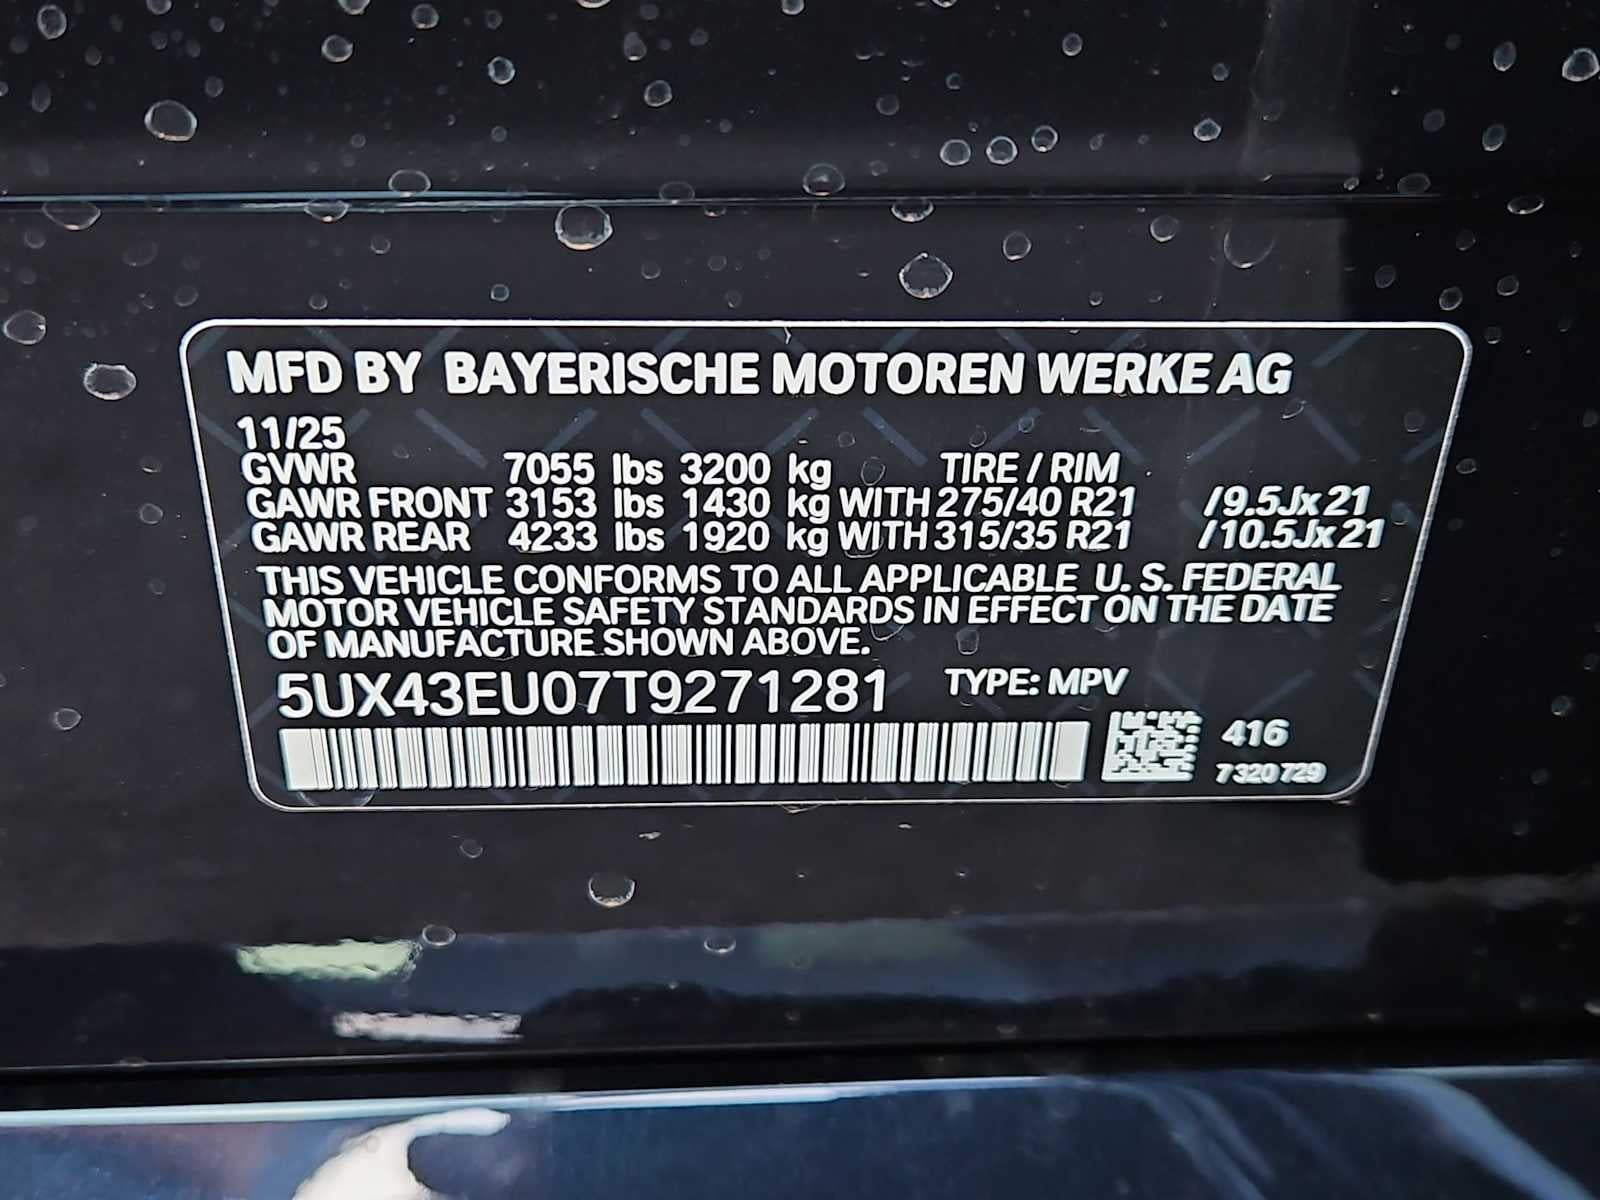 MFD BY BAYERISCHE MOTOREN WERKE AG
11/25
GVWR 7055 lbs 3200 kg TIRE / RIM
GAWR FRONT 3153 lbs 1430 kg WITH 275/40 R21 /9.5Jx21
GAWR REAR 4233 lbs 1920 kg WITH 315/35 R21 /10.5Jx21
THIS VEHICLE CONFORMS TO ALL APPLICABLE U. S. FEDERAL
MOTOR VEHICLE SAFETY STANDARDS IN EFFECT ON THE DATE
OF MANUFACTURE SHOWN ABOVE.
5UX43EU07T9271281 TYPE: MPV
416
7320729